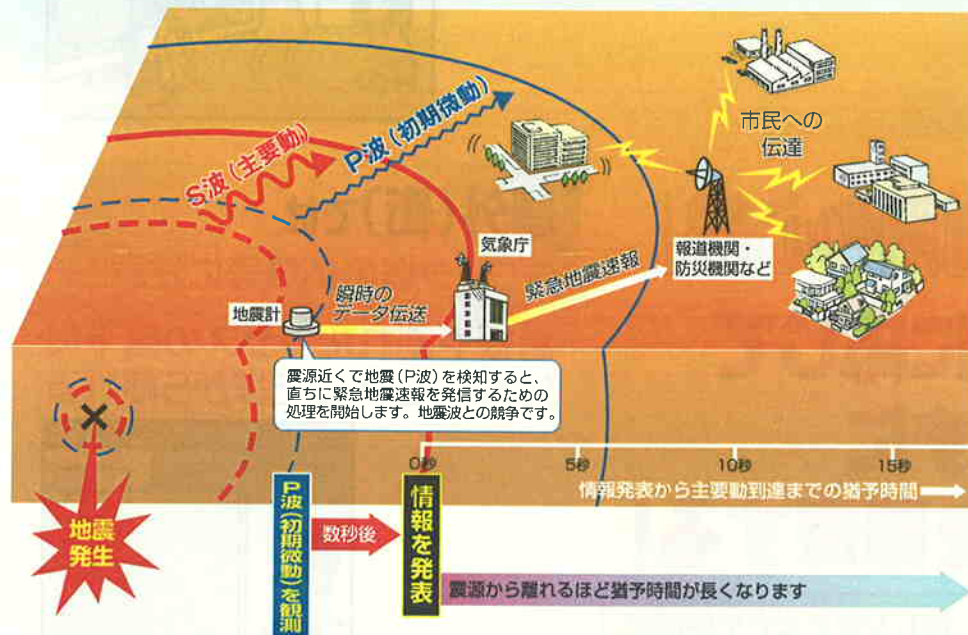 S波(主要動)
P波(初期微動)
市民への
伝達
気象庁
緊急地震速報
報道機関・
防災機関など
地震計
瞬時の
データ伝送
震源近くで地震(P波)を検知すると、
直ちに緊急地震速報を発信するための
処理を開始します。地震波との競争です。
0秒
5秒
10秒
15秒
情報発表から主要動到達までの猶予時間
地震
発生
P波(初期微動)を観測
数秒後
情報を発表
震源から離れるほど猶予時間が長くなります